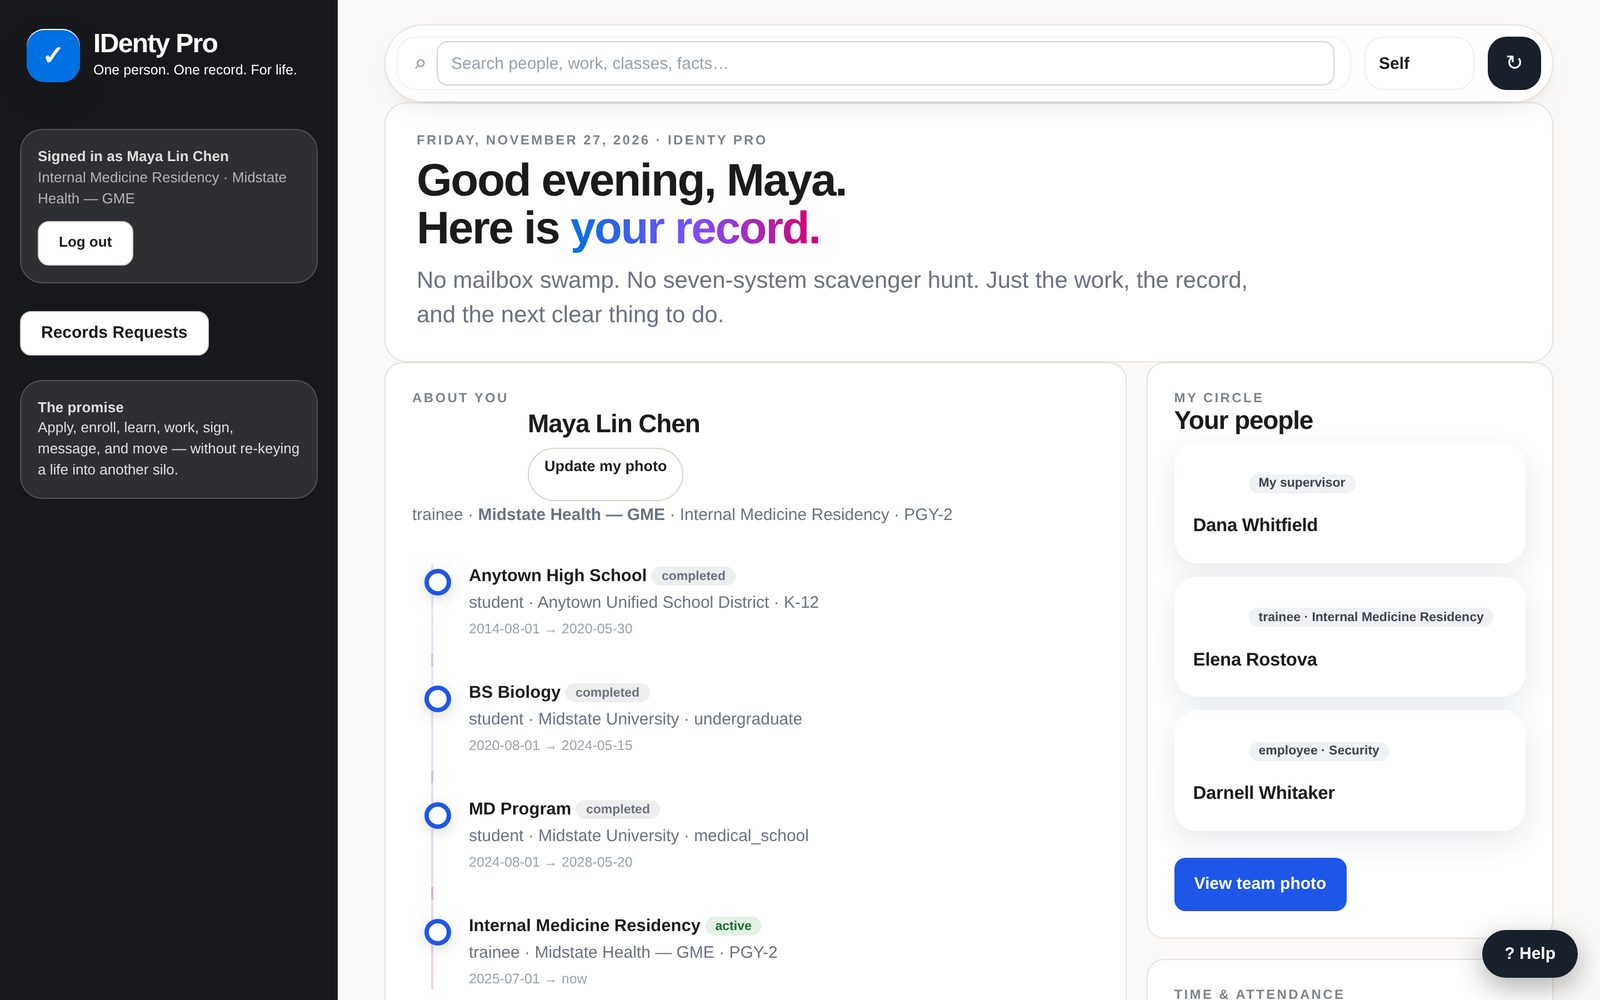 ✓
IDenty Pro
One person. One record. For life.
Signed in as Maya Lin Chen
Internal Medicine Residency · Midstate
Health — GME
Log out
Records Requests
The promise
Apply, enroll, learn, work, sign,
message, and move — without re-keying
a life into another silo.
⌕ Search people, work, classes, facts…
Self
↻
FRIDAY, NOVEMBER 27, 2026 · IDENTY PRO
Good evening, Maya.
Here is your record.
No mailbox swamp. No seven-system scavenger hunt. Just the work, the record,
and the next clear thing to do.
ABOUT YOU
Maya Lin Chen
Update my photo
trainee · Midstate Health — GME · Internal Medicine Residency · PGY-2
Anytown High School completed
student · Anytown Unified School District · K-12
2014-08-01 → 2020-05-30
BS Biology completed
student · Midstate University · undergraduate
2020-08-01 → 2024-05-15
MD Program completed
student · Midstate University · medical_school
2024-08-01 → 2028-05-20
Internal Medicine Residency active
trainee · Midstate Health — GME · PGY-2
2025-07-01 → now
MY CIRCLE
Your people
My supervisor
Dana Whitfield
trainee · Internal Medicine Residency
Elena Rostova
employee · Security
Darnell Whitaker
View team photo
? Help
TIME & ATTENDANCE